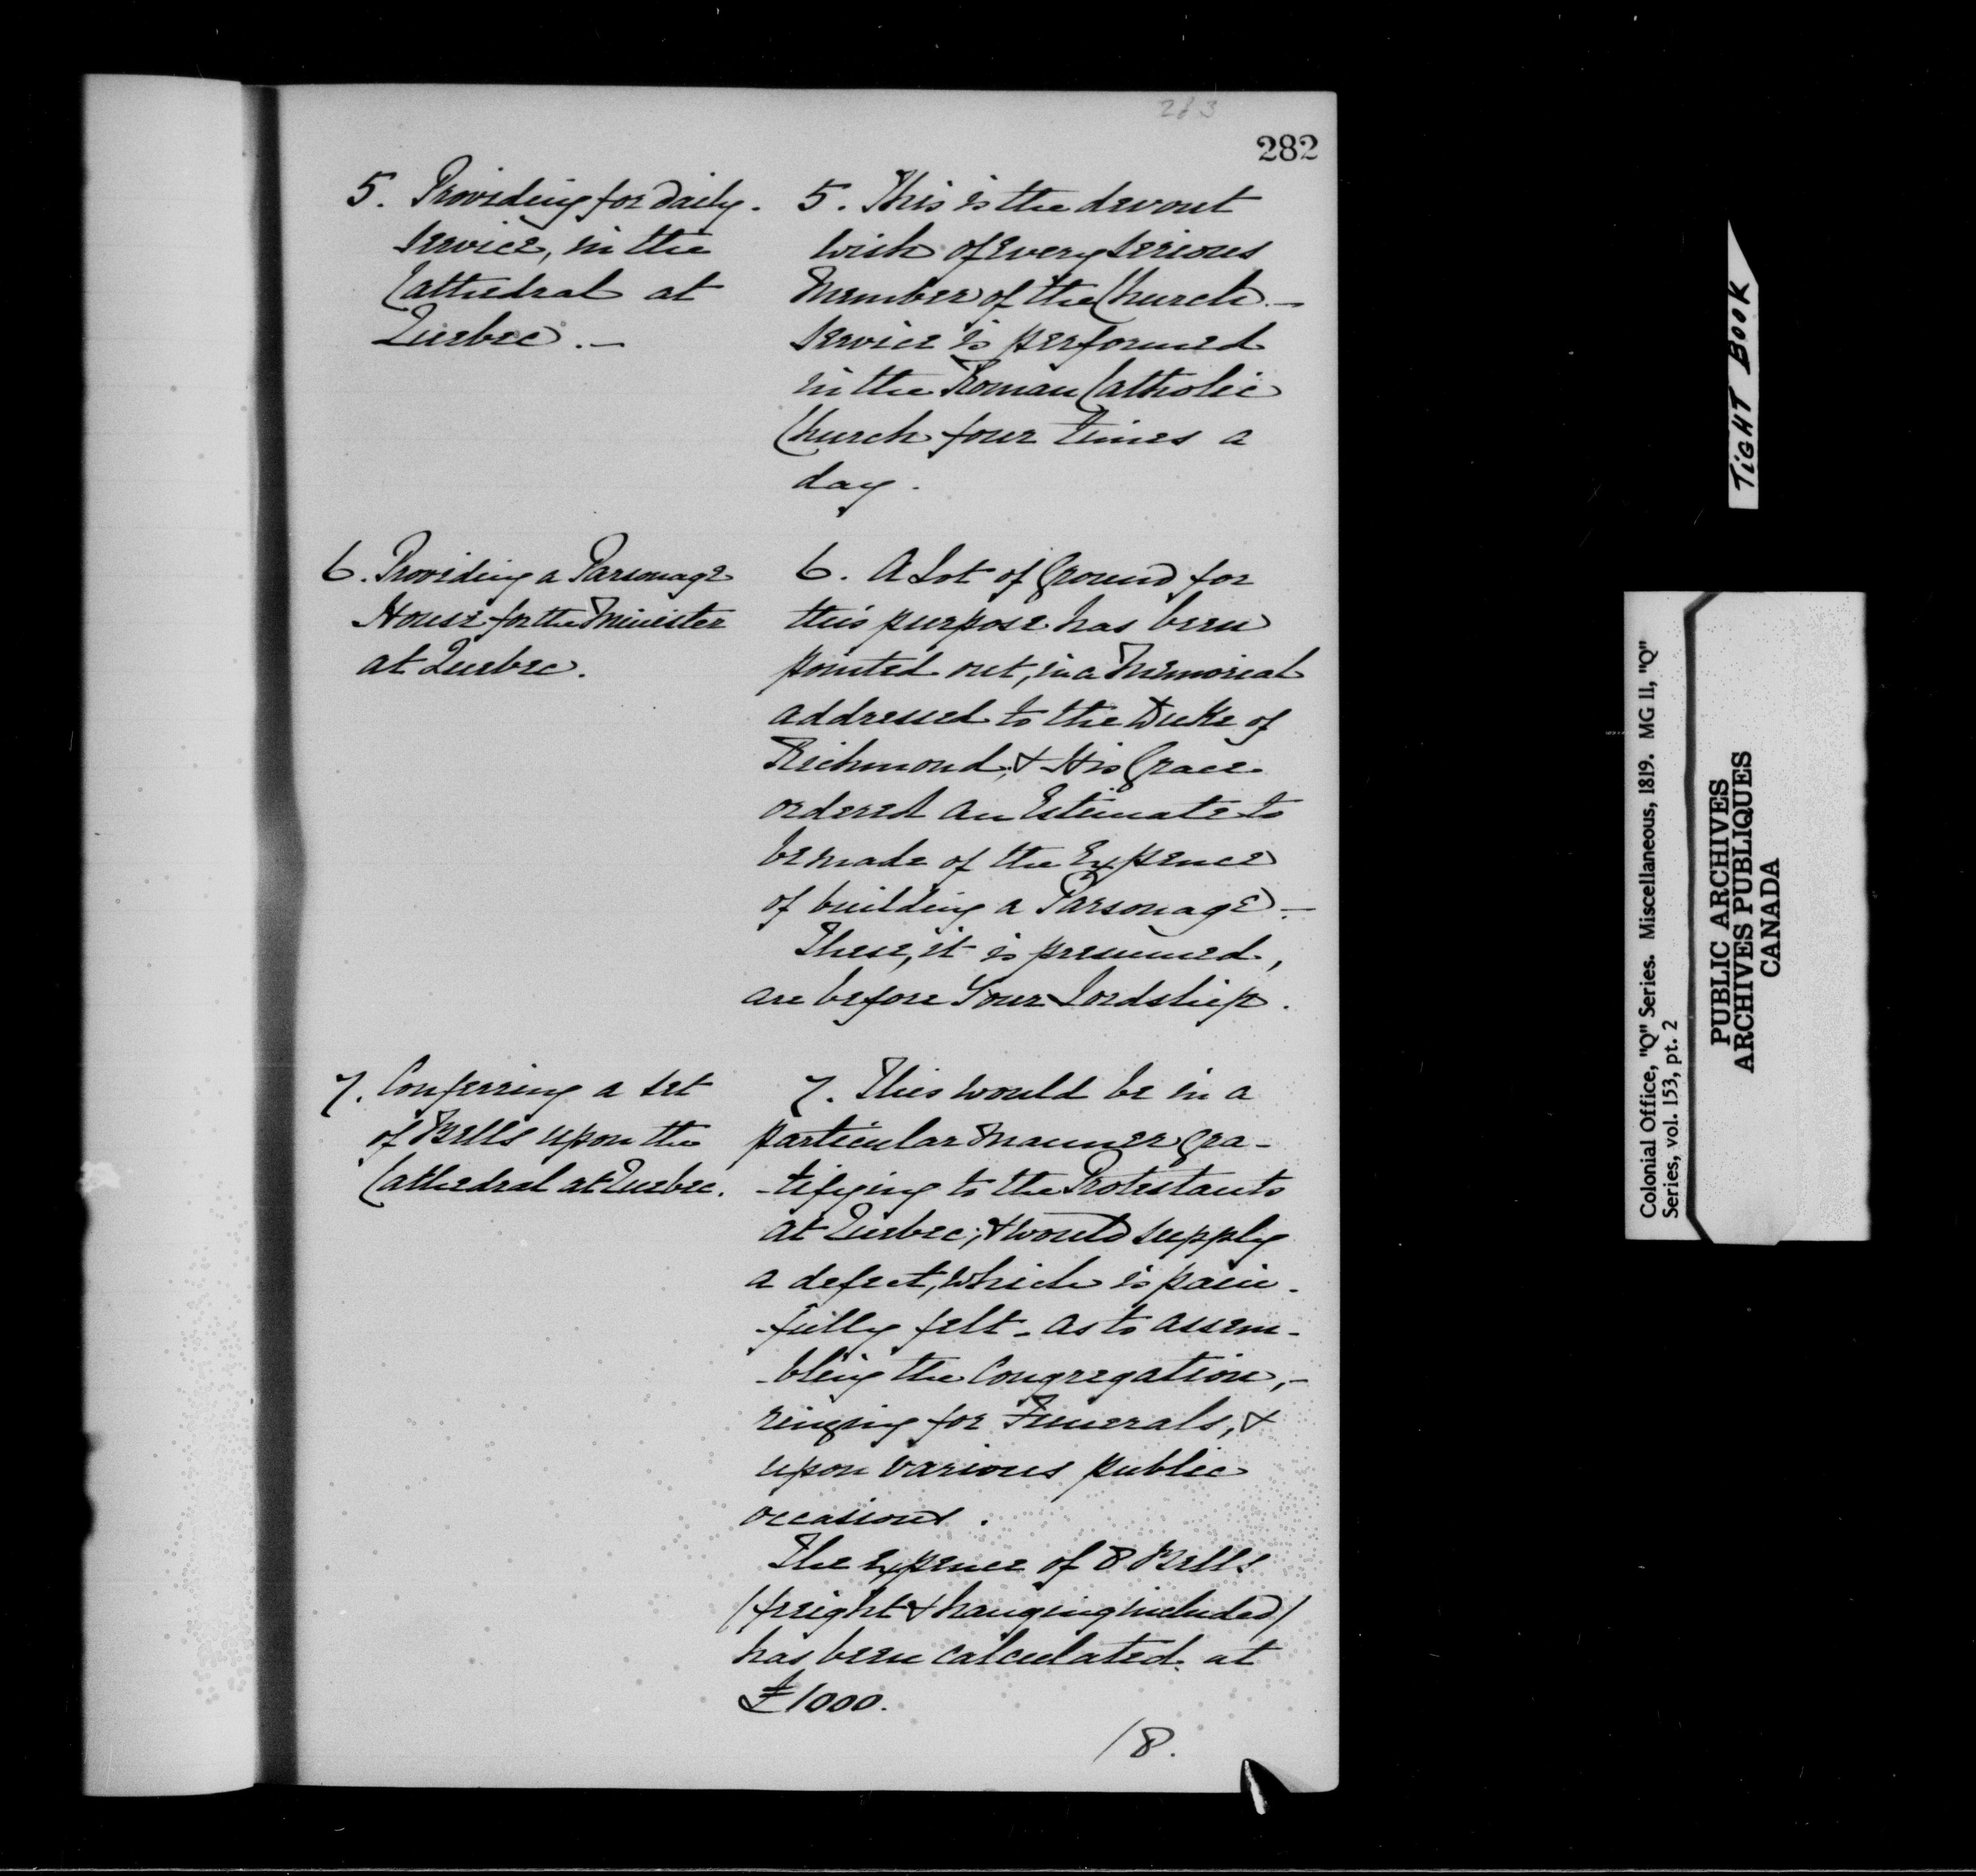 283
282
5. Providing for daily
service, in the
Cathedral at
Quebec. —
5. This is the devout
wish of every serious
Member of the Church. —
Service is performed
in the Roman Catholic
Church four times a
day.
6. Providing a Parsonage
House for the Minister
at Quebec.
6. A Lot of Ground for
this purpose has been
pointed out, in a Memorial
addressed to the Duke of
Richmond, & His Grace
ordered an Estimate to
be made of the Expence
of building a Parsonage. —
These, it is presumed,
are before Your Lordship.
7. Conferring a set
of Bells upon the
Cathedral at Quebec.
7. This would be in a
particular manner gra-
-tifying to the Protestants
at Quebec; & would supply
a defect, which is pain-
-fully felt - as to assem-
-bling the Congregation, -
ringing for Funerals, &
upon various public
occasions.
The expence of 8 Bells
(freight & hanging included)
has been calculated at
£1000.
/8.
TIGHT BOOK
Colonial Office, "Q" Series. Miscellaneous, 1819. MG 11, "Q"
Series, vol. 153, pt. 2
PUBLIC ARCHIVES
ARCHIVES PUBLIQUES
CANADA